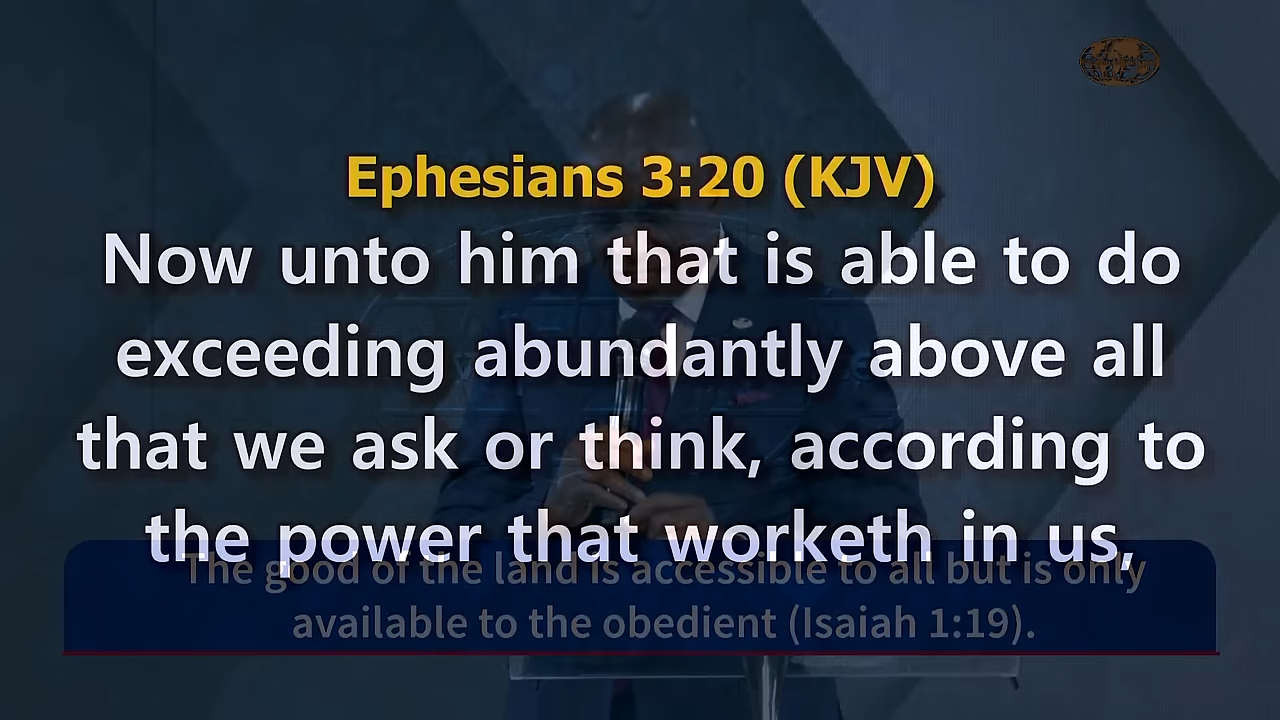 Ephesians 3:20 (KJV)
Now unto him that is able to do
exceeding abundantly above all
that we ask or think, according to
the power that worketh in us,
The good of the land is accessible to all but is only
available to the obedient (Isaiah 1:19).